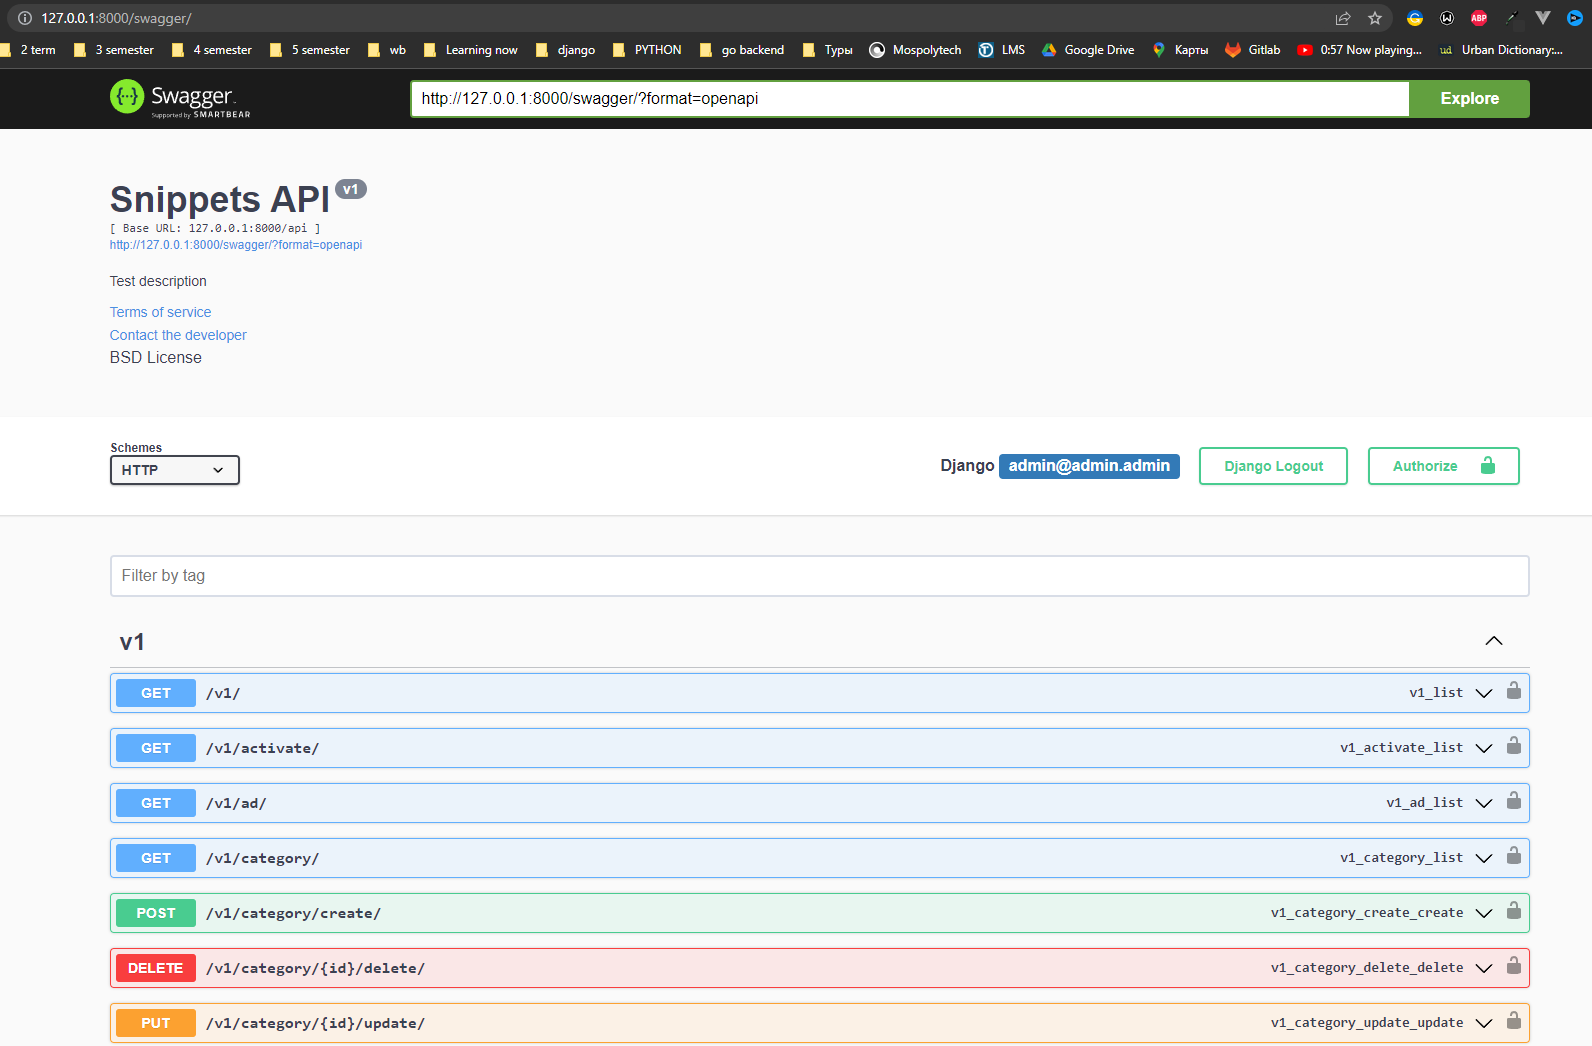 127.0.0.1:8000/swagger/
ABP
2 term 3 semester 4 semester 5 semester wb Learning now django PYTHON go backend Туры Mospolytech LMS Google Drive Карты Gitlab 0:57 Now playing... ud Urban Dictionary:...
{···} Swagger
Supported by SMARTBEAR
http://127.0.0.1:8000/swagger/?format=openapi Explore
Snippets API v1
[ Base URL: 127.0.0.1:8000/api ]
http://127.0.0.1:8000/swagger/?format=openapi
Test description
Terms of service
Contact the developer
BSD License
Schemes
HTTP
Django admin@admin.admin Django Logout Authorize
Filter by tag
v1
GET /v1/ v1_list
GET /v1/activate/ v1_activate_list
GET /v1/ad/ v1_ad_list
GET /v1/category/ v1_category_list
POST /v1/category/create/ v1_category_create_create
DELETE /v1/category/{id}/delete/ v1_category_delete_delete
PUT /v1/category/{id}/update/ v1_category_update_update